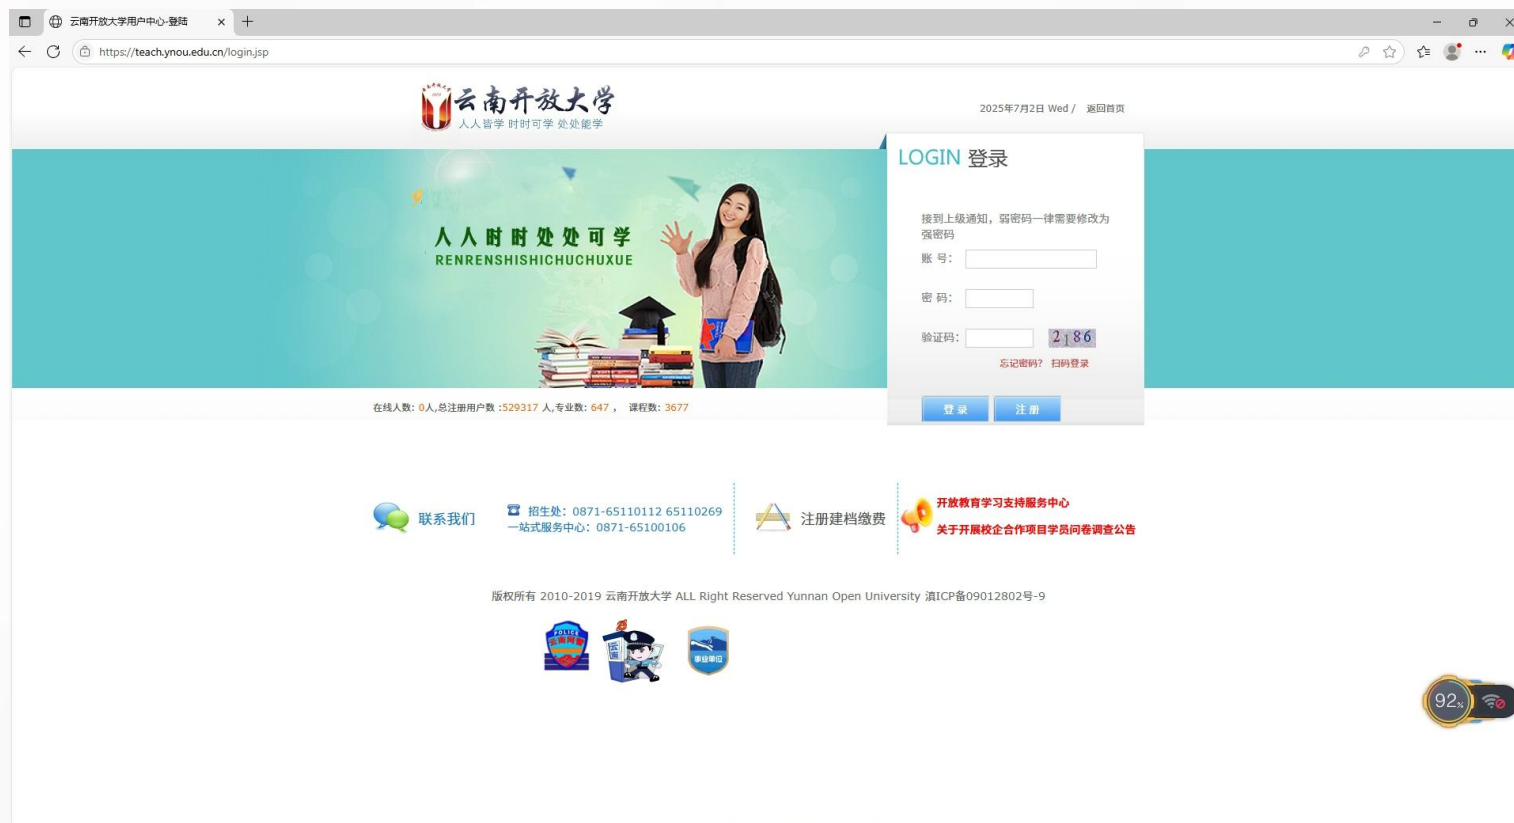 云南开放大学用户中心-登陆
https://teach.ynou.edu.cn/login.jsp
云南开放大学
人人皆学 时时可学 处处能学
2025年7月2日 Wed / 返回首页
LOGIN 登录
接到上级通知，弱密码一律需要修改为
强密码
账 号：
密 码：
验证码：
2186
忘记密码？ 扫码登录
登 录 注 册
人人时时处处可学
RENRENSHISHICHUCHUXUE
在线人数: 0人,总注册用户数 :529317 人,专业数: 647 ， 课程数: 3677
联系我们
招生处：0871-65110112 65110269
一站式服务中心：0871-65100106
注册建档缴费
开放教育学习支持服务中心
关于开展校企合作项目学员问卷调查公告
版权所有 2010-2019 云南开放大学 ALL Right Reserved Yunnan Open University 滇ICP备09012802号-9
POLICE
云南网警
云南
事业单位
92%